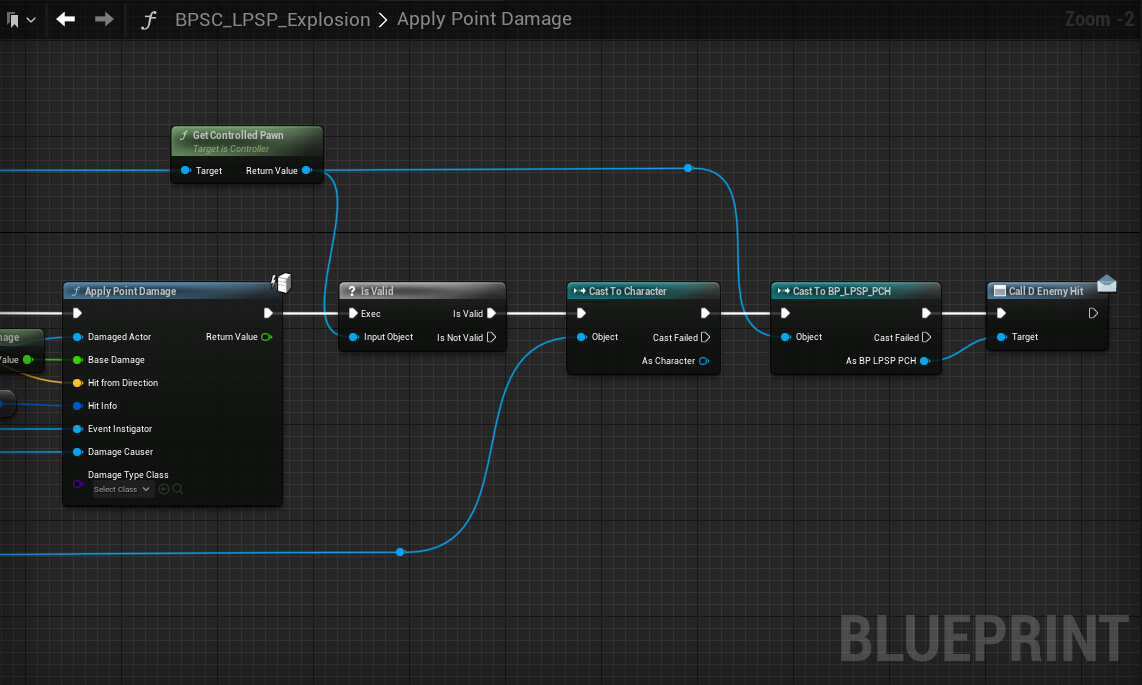 BPSC_LPSP_Explosion > Apply Point Damage
Zoom -2
Get Controlled Pawn
Target is Controller
Target Return Value
Apply Point Damage
Damaged Actor Return Value
Base Damage
Hit from Direction
Hit Info
Event Instigator
Damage Causer
Damage Type Class
Select Class
mage
Value
? Is Valid
Exec Is Valid
Input Object Is Not Valid
Cast To Character
Object Cast Failed
As Character
Cast To BP_LPSP_PCH
Object Cast Failed
As BP LPSP PCH
Call D Enemy Hit
Target
BLUEPRINT